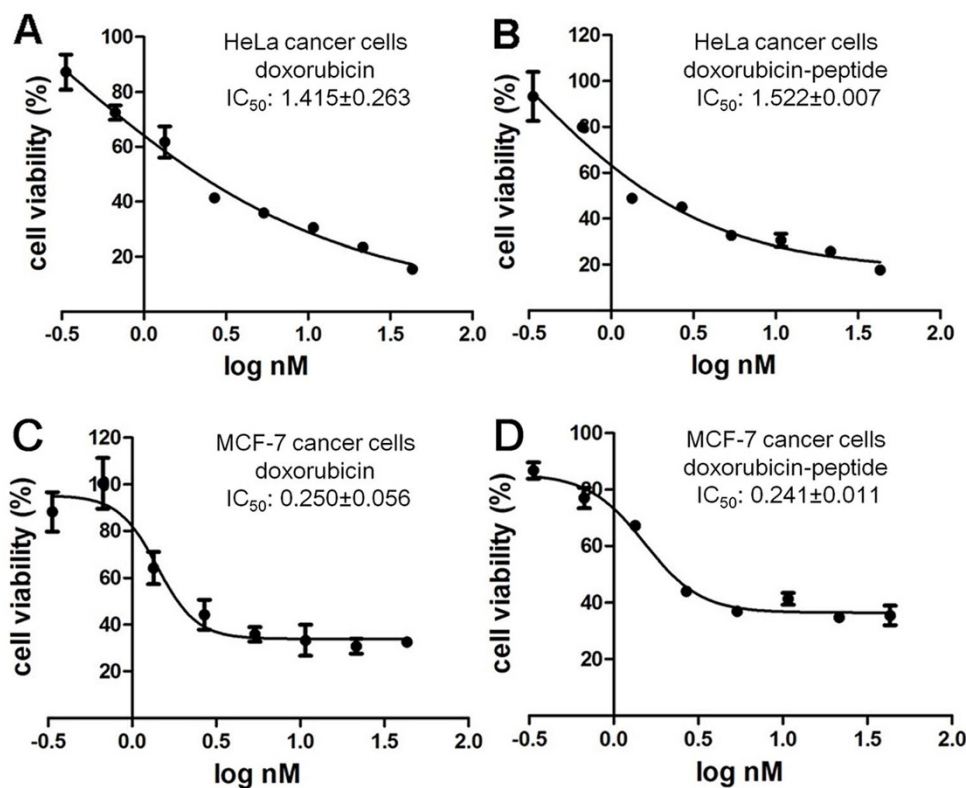 A
HeLa cancer cells
doxorubicin
IC50: 1.415±0.263
cell viability (%)
100
80
60
40
20
-0.5 0.0 0.5 1.0 1.5 2.0
log nM
B
HeLa cancer cells
doxorubicin-peptide
IC50: 1.522±0.007
cell viability (%)
120
100
80
60
40
20
-0.5 0.0 0.5 1.0 1.5 2.0
log nM
C
MCF-7 cancer cells
doxorubicin
IC50: 0.250±0.056
cell viability (%)
120
100
80
60
40
20
-0.5 0.0 0.5 1.0 1.5 2.0
log nM
D
MCF-7 cancer cells
doxorubicin-peptide
IC50: 0.241±0.011
cell viability (%)
100
80
60
40
20
-0.5 0.0 0.5 1.0 1.5 2.0
log nM